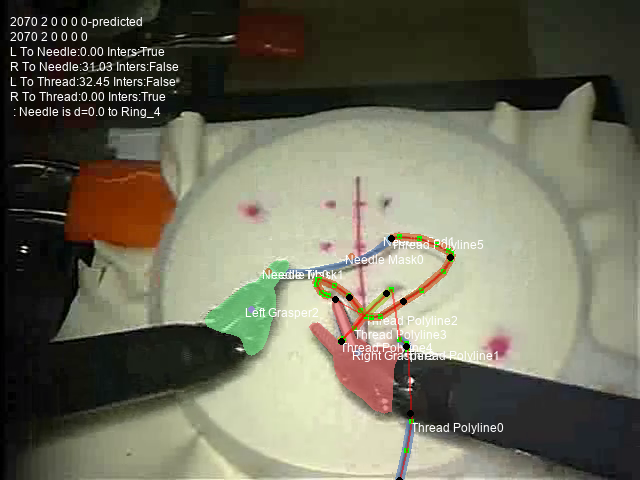 2070 2 0 0 0 0-predicted
2070 2 0 0 0 0
L To Needle:0.00 Inters:True
R To Needle:31.03 Inters:False
L To Thread:32.45 Inters:False
R To Thread:0.00 Inters:True
: Needle is d=0.0 to Ring_4
Thread Polyline5
Needle Mask0
Left Grasper2
Thread Polyline2
Thread Polyline3
Thread Polyline4
Right Grasper
Polyline1
Thread Polyline0